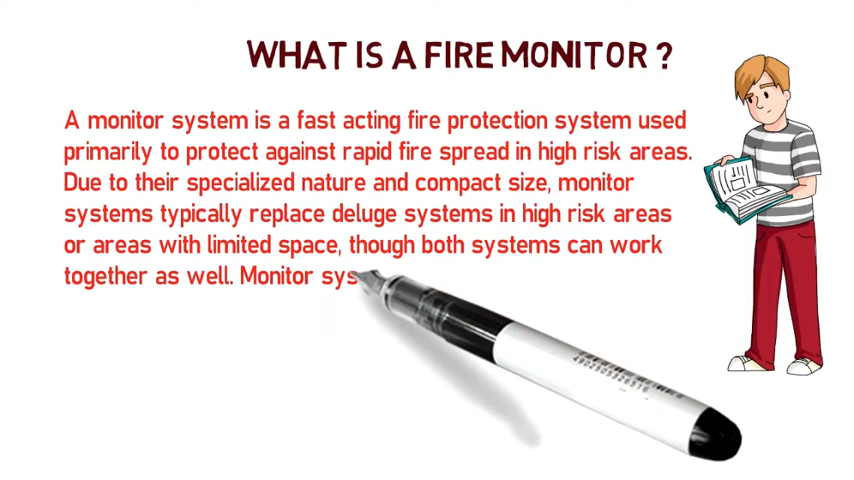 WHAT IS A FIRE MONITOR ?
A monitor system is a fast acting fire protection system used
primarily to protect against rapid fire spread in high risk areas.
Due to their specialized nature and compact size, monitor
systems typically replace deluge systems in high risk areas
or areas with limited space, though both systems can work
together as well. Monitor sys